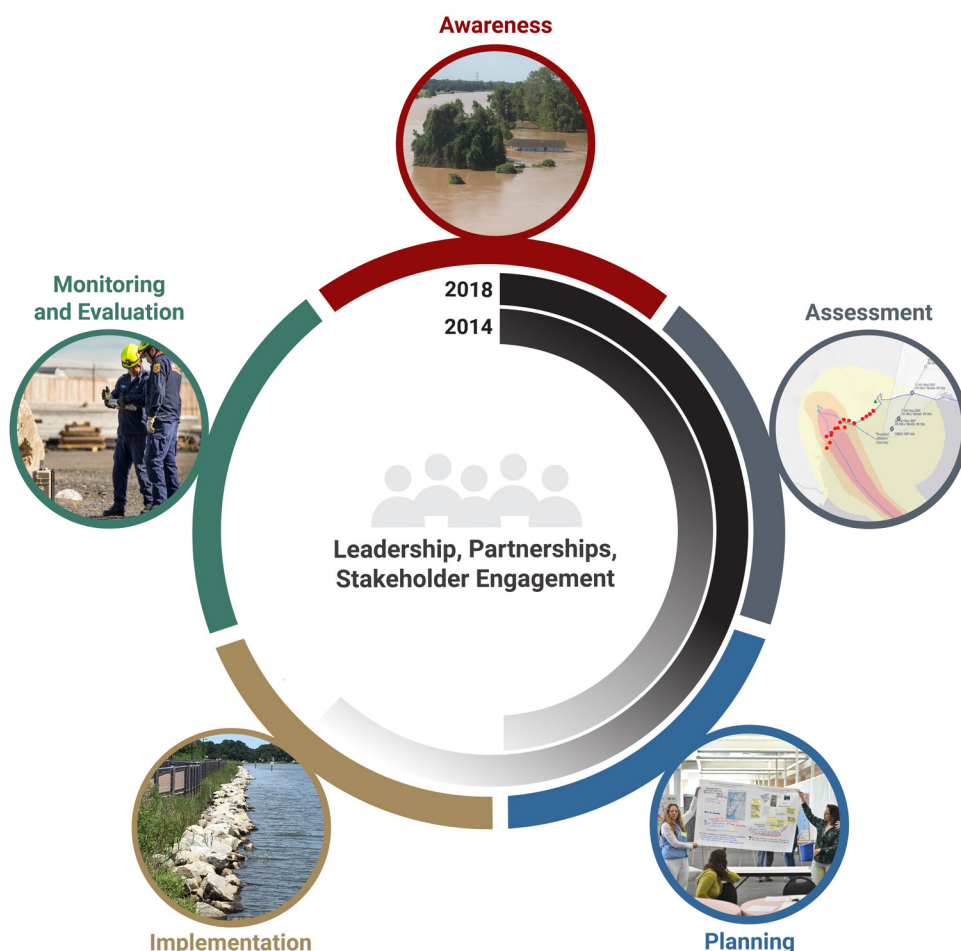 Awareness
Monitoring
and Evaluation
2018
2014
Assessment
Leadership, Partnerships,
Stakeholder Engagement
Implementation
Planning